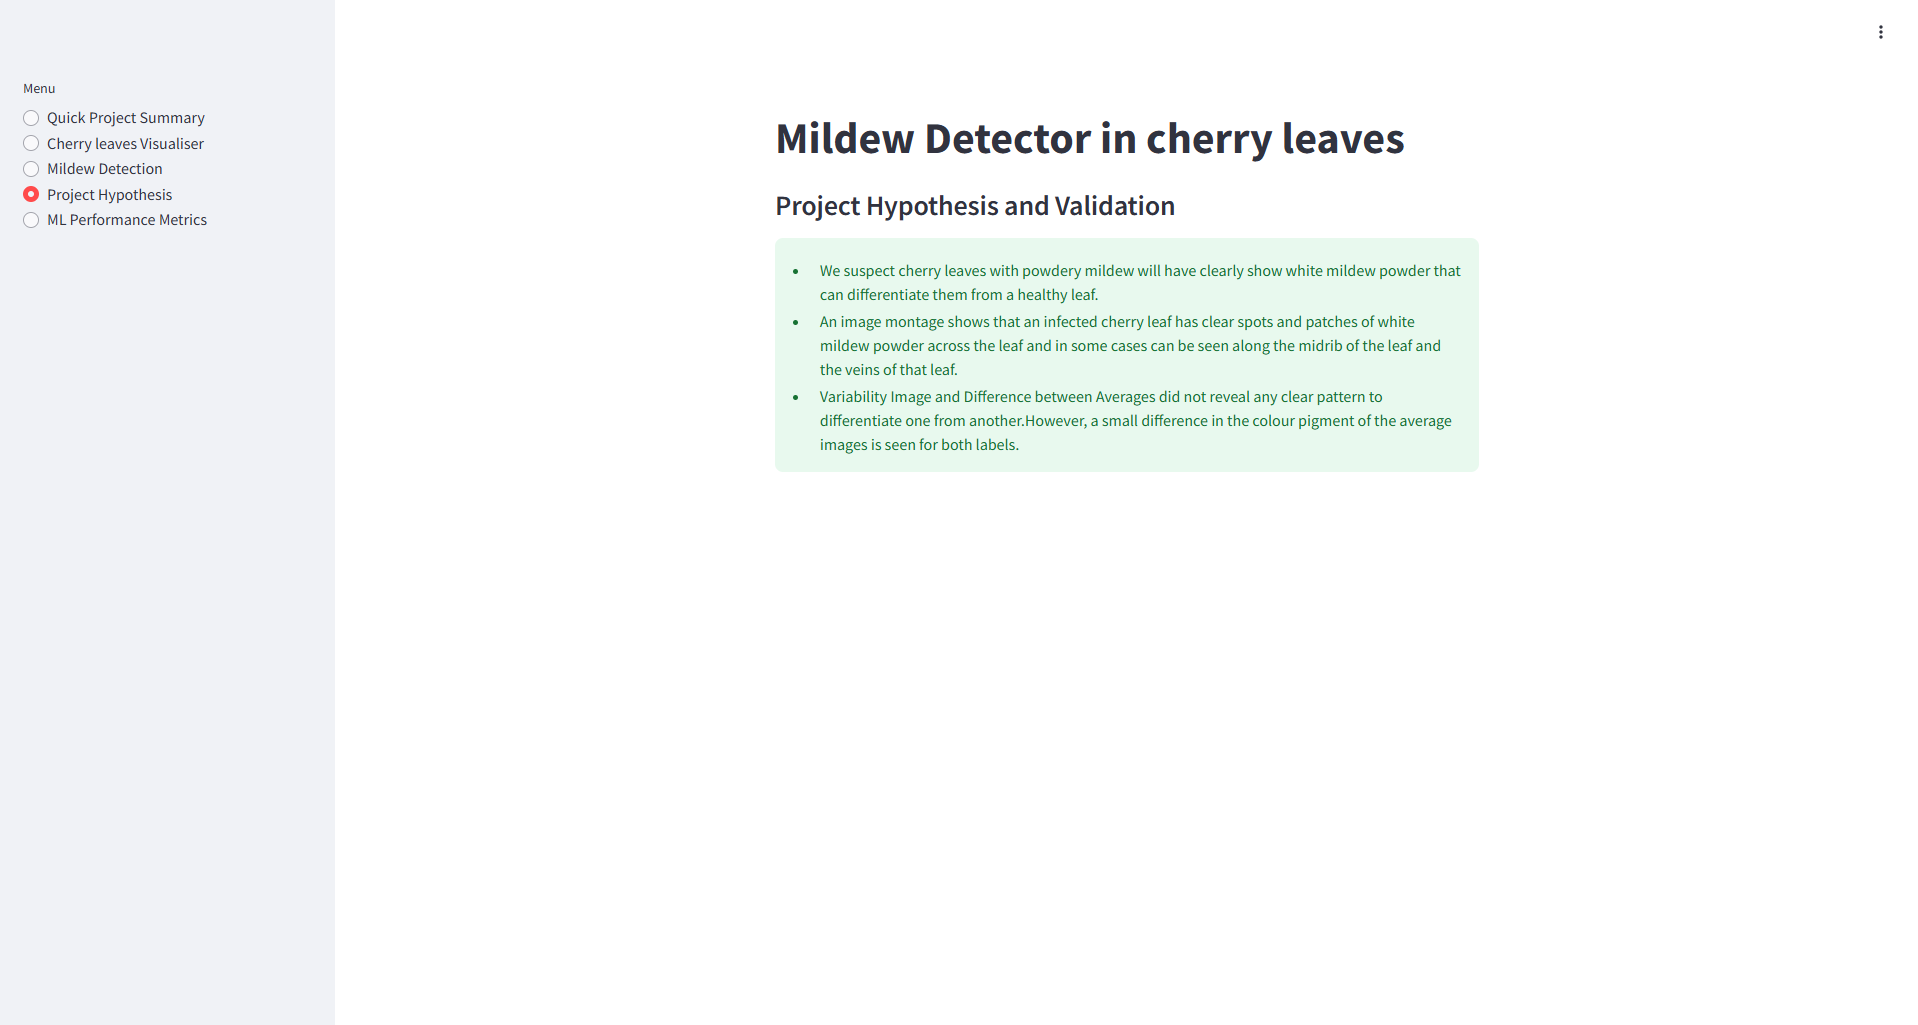 Menu
Quick Project Summary
Cherry leaves Visualiser
Mildew Detection
Project Hypothesis
ML Performance Metrics
Mildew Detector in cherry leaves
Project Hypothesis and Validation
We suspect cherry leaves with powdery mildew will have clearly show white mildew powder that
can differentiate them from a healthy leaf.
An image montage shows that an infected cherry leaf has clear spots and patches of white
mildew powder across the leaf and in some cases can be seen along the midrib of the leaf and
the veins of that leaf.
Variability Image and Difference between Averages did not reveal any clear pattern to
differentiate one from another.However, a small difference in the colour pigment of the average
images is seen for both labels.